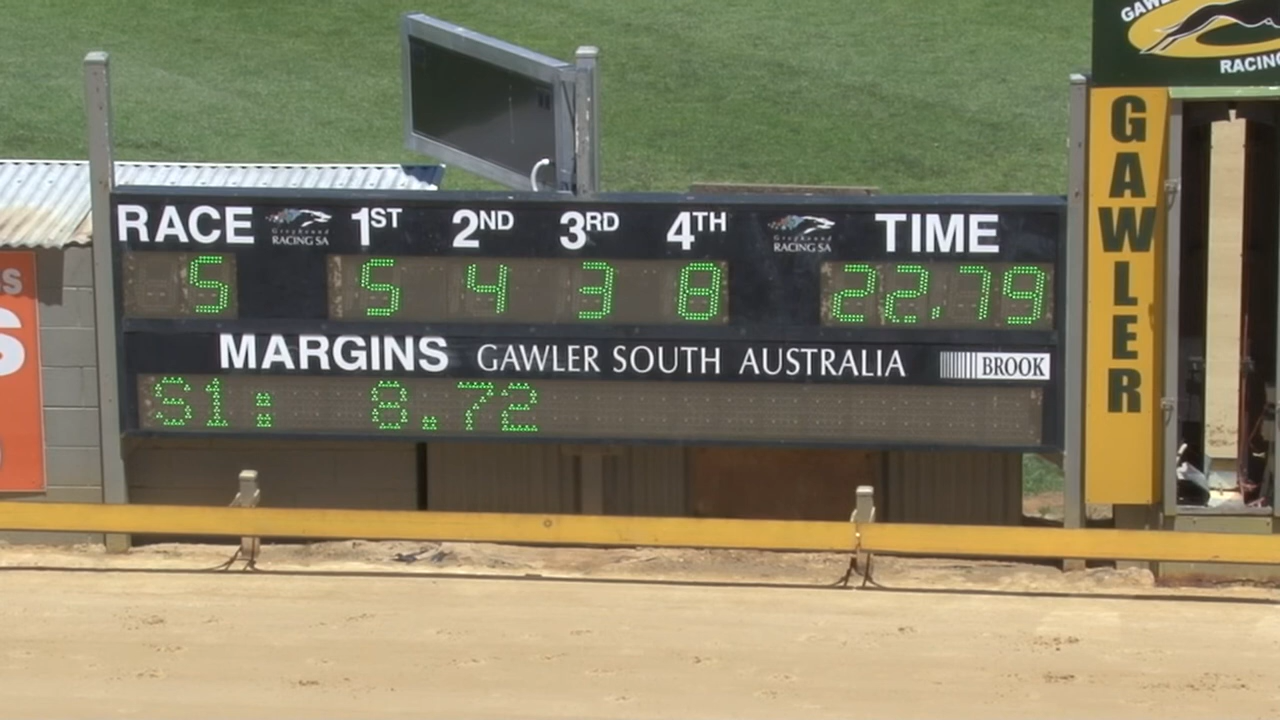 GAWLE
RACING
GAWLER
RACE
Greyhound
RACING SA
1ST 2ND 3RD 4TH
Greyhound
RACING SA
TIME
5 5 4 3 8 22.79
MARGINS GAWLER SOUTH AUSTRALIA BROOK
S1: 8.72
S
S